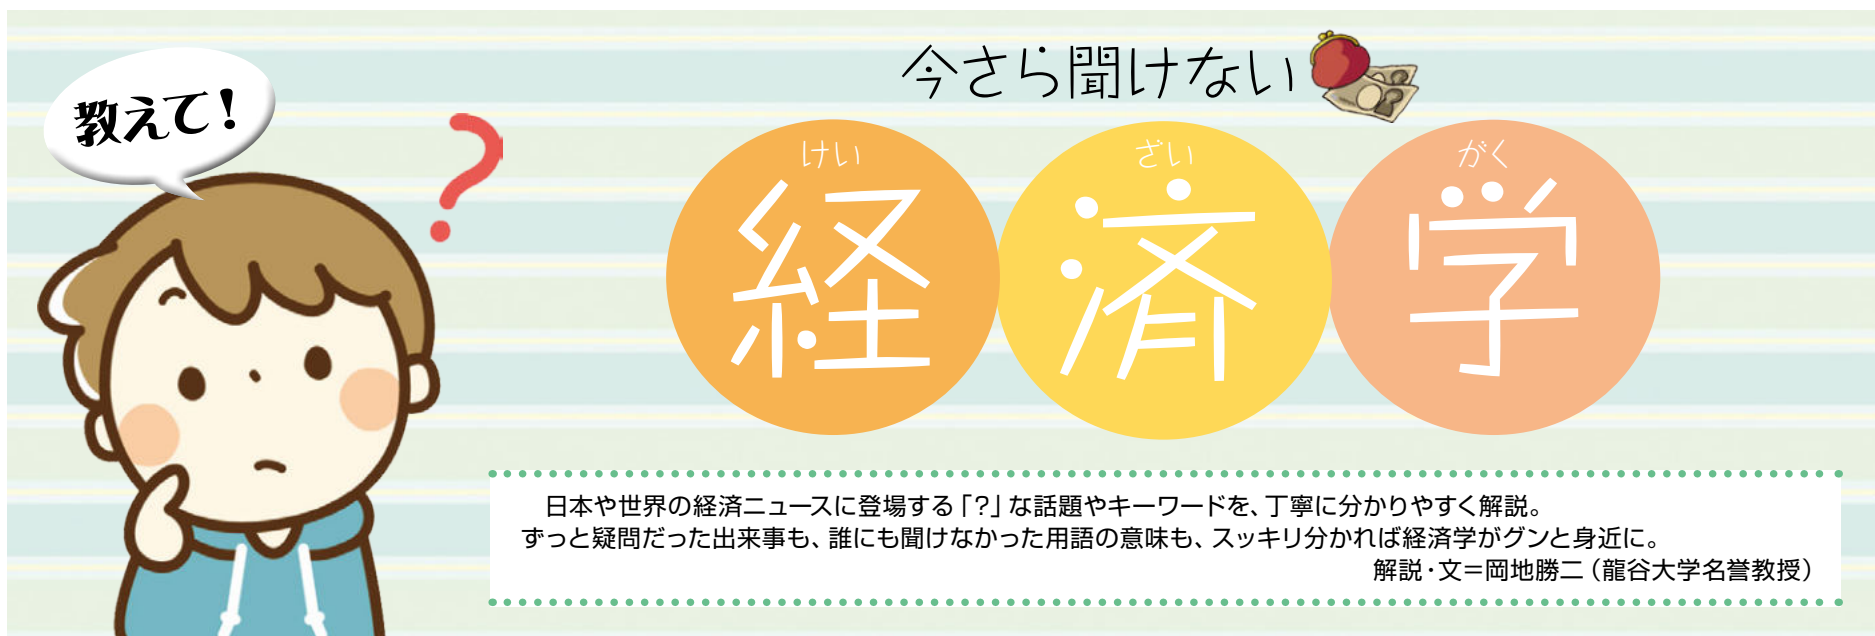 教えて!
今さら聞けない
けい ざい がく
経済学
日本や世界の経済ニュースに登場する「?」な話題やキーワードを、丁寧に分かりやすく解説。
ずっと疑問だった出来事も、誰にも聞けなかった用語の意味も、スッキリ分かれば経済学がグンと身近に。
解説・文=岡地勝二(龍谷大学名誉教授)